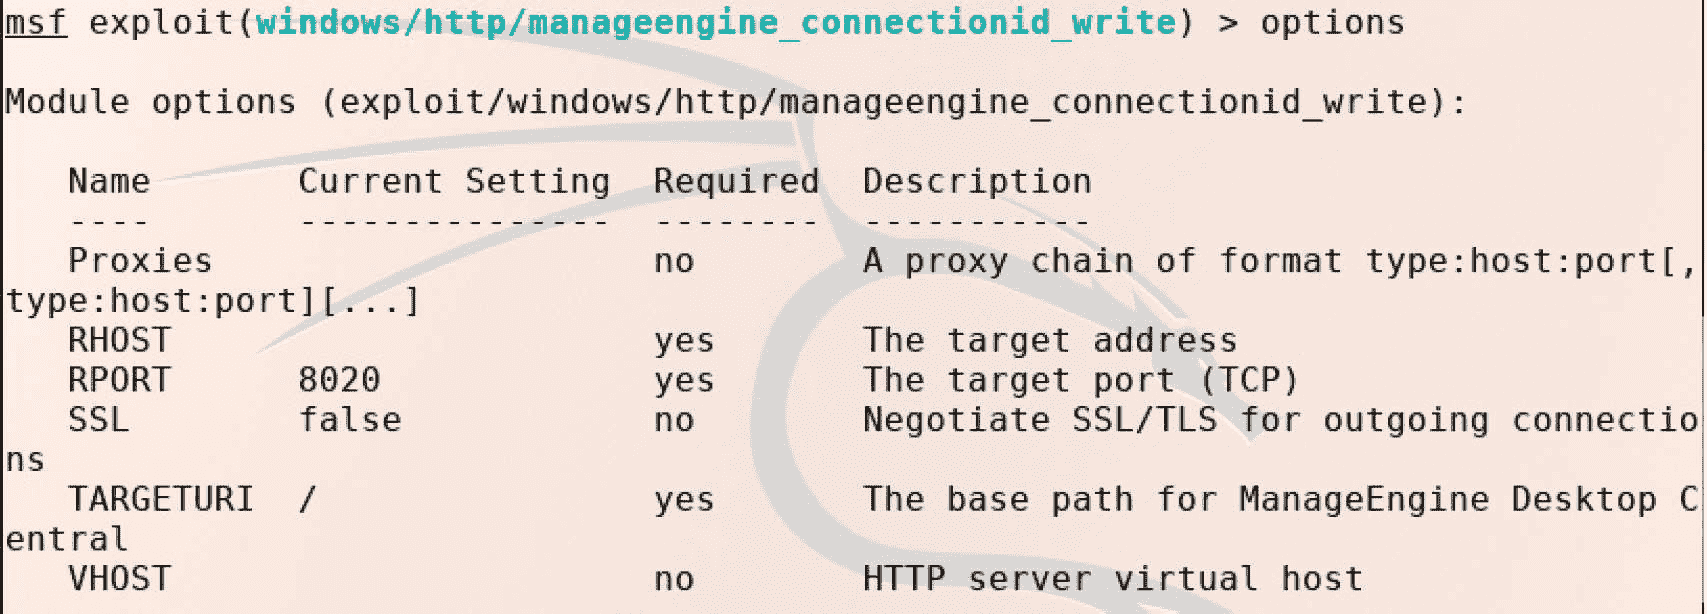 msf exploit(windows/http/manageengine_connectionid_write) > options
Module options (exploit/windows/http/manageengine_connectionid_write):
Name Current Setting Required Description
---- --------------- -------- -----------
Proxies no A proxy chain of format type:host:port[,
type:host:port][...]
RHOST yes The target address
RPORT 8020 yes The target port (TCP)
SSL false no Negotiate SSL/TLS for outgoing connectio
ns
TARGETURI / yes The base path for ManageEngine Desktop C
entral
VHOST no HTTP server virtual host